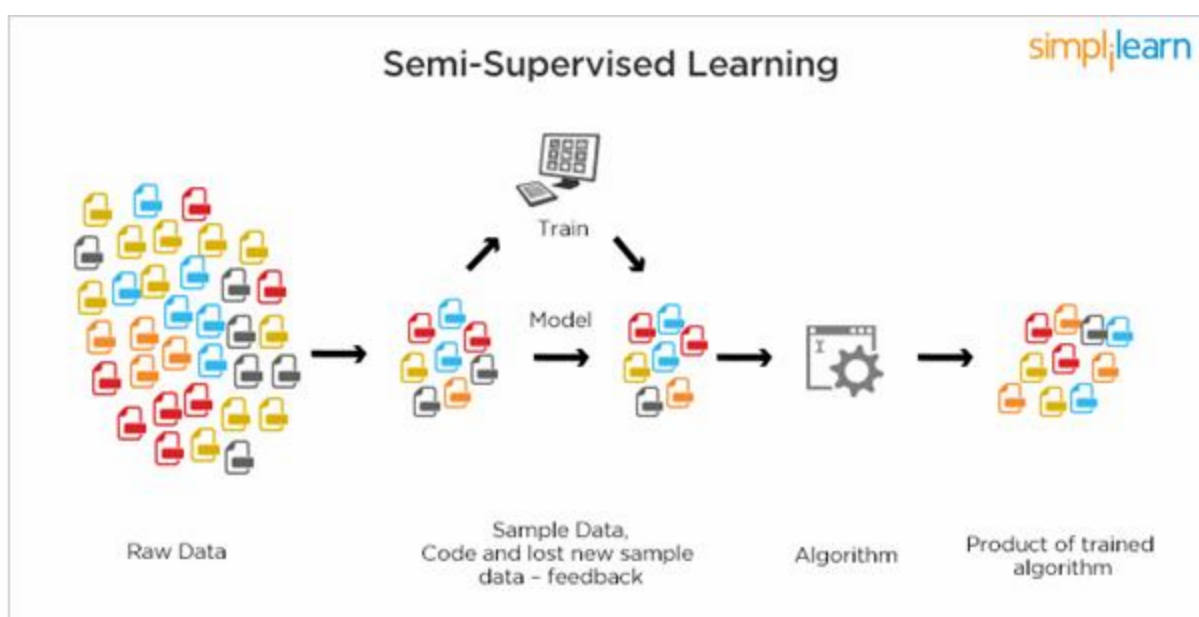 simplilearn
Semi-Supervised Learning
Train
Model
Raw Data
Sample Data,
Code and lost new sample
data – feedback
Algorithm
Product of trained
algorithm